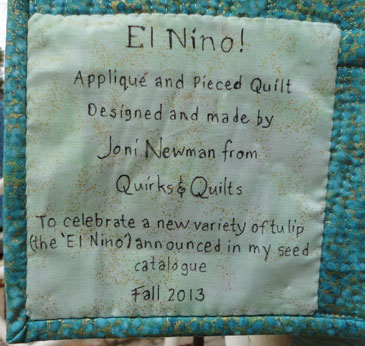 El Nino!
Appliqué and Pieced Quilt
Designed and made by
Joni Newman from
Quirks & Quilts
To celebrate a new variety of tulip
(the 'El Nino') announced in my seed
catalogue
Fall 2013